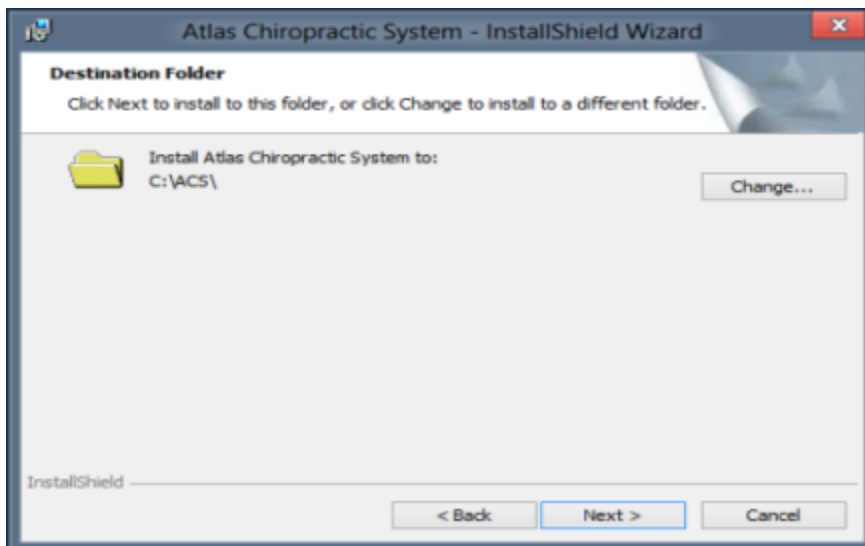 Atlas Chiropractic System - InstallShield Wizard
Destination Folder
Click Next to install to this folder, or click Change to install to a different folder.
Install Atlas Chiropractic System to:
C:\ACS\
Change...
InstallShield
< Back
Next >
Cancel